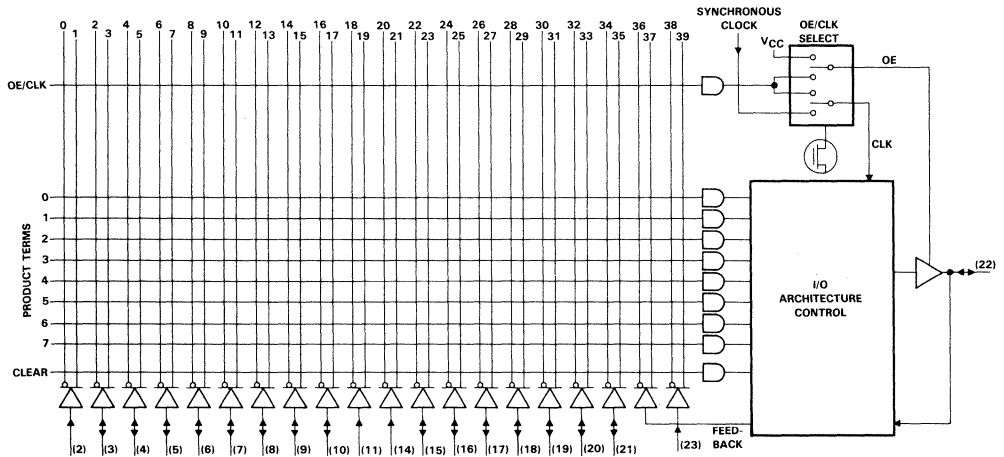 0 2 4 6 8 10 12 14 16 18 20 22 24 26 28 30 32 34 36 38
1 3 5 7 9 11 13 15 17 19 21 23 25 27 29 31 33 35 37 39
SYNCHRONOUS
CLOCK
OE/CLK
SELECT
VCC
OE
OE/CLK
CLK
PRODUCT TERMS
0
1
2
3
4
5
6
7
CLEAR
I/O
ARCHITECTURE
CONTROL
(22)
FEED-
BACK
(2) (3) (4) (5) (6) (7) (8) (9) (10) (11) (14) (15) (16) (17) (18) (19) (20) (21) (23)